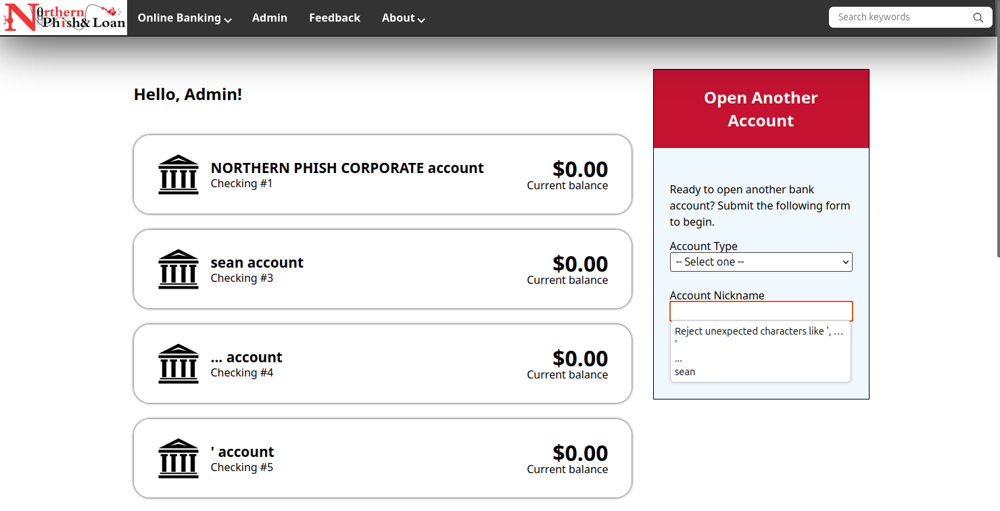 Northern
Phish& Loan
Online Banking
Admin
Feedback
About
Search keywords
Hello, Admin!
NORTHERN PHISH CORPORATE account
Checking #1
$0.00
Current balance
sean account
Checking #3
$0.00
Current balance
... account
Checking #4
$0.00
Current balance
' account
Checking #5
$0.00
Current balance
Open Another
Account
Ready to open another bank
account? Submit the following form
to begin.
Account Type
-- Select one --
Account Nickname
Reject unexpected characters like ', …
'
...
sean